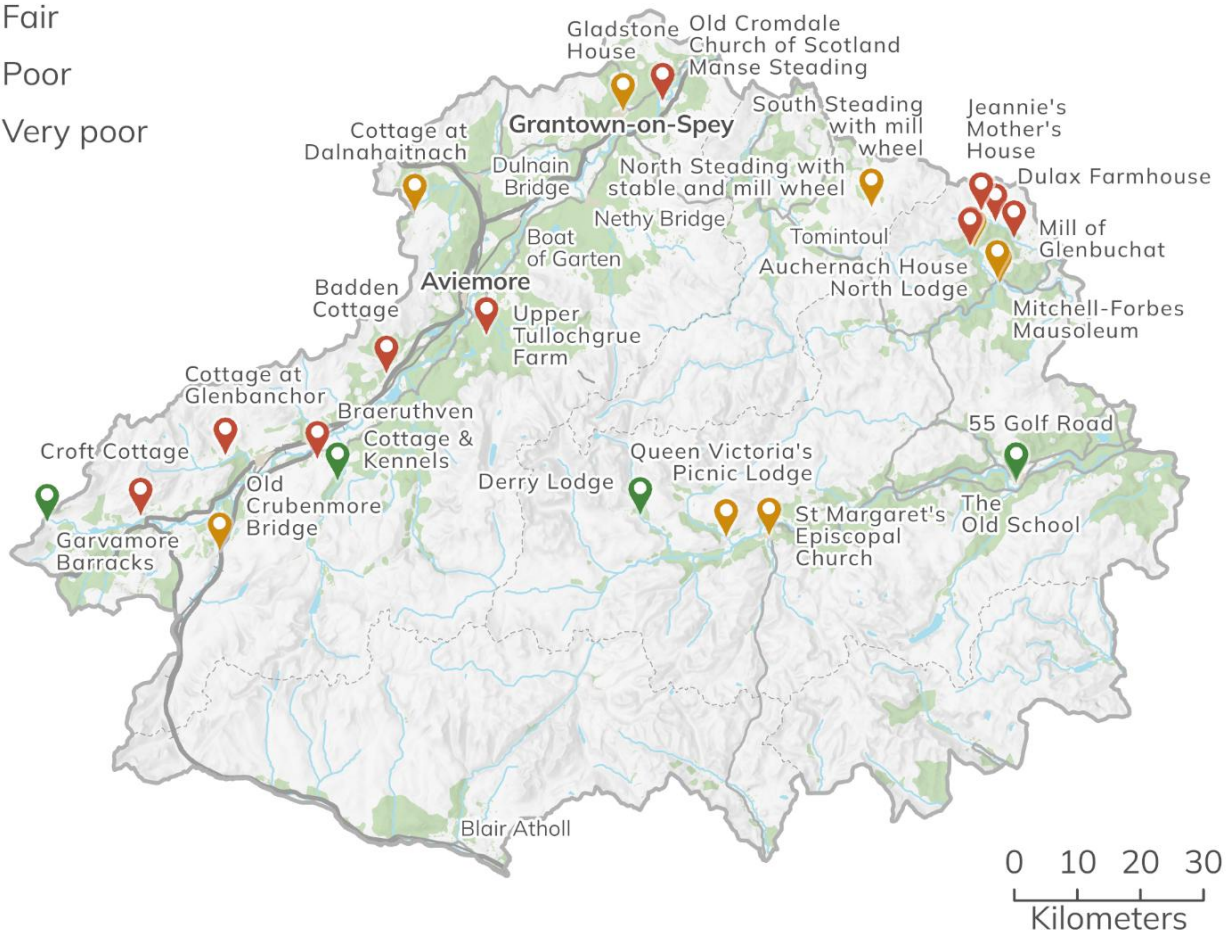 Fair
Poor
Very poor
Gladstone
House
Old Cromdale
Church of Scotland
Manse Steading
Grantown-on-Spey
South Steading
with mill
wheel
Jeannie's
Mother's
House
Cottage at
Dalnahaitnach
Dulnain
Bridge
North Steading with
stable and mill wheel
Dulax Farmhouse
Nethy Bridge
Boat
of Garten
Tomintoul
Mill of
Glenbuchat
Auchernach House
North Lodge
Aviemore
Badden
Cottage
Upper
Tullochgrue
Farm
Mitchell-Forbes
Mausoleum
Cottage at
Glenbanchor
Braeruthven
Cottage &
Kennels
Croft Cottage
55 Golf Road
Queen Victoria's
Picnic Lodge
Derry Lodge
Old
Crubenmore
Bridge
The
Old School
St Margaret's
Episcopal
Church
Garvamore
Barracks
Blair Atholl
0 10 20 30
Kilometers